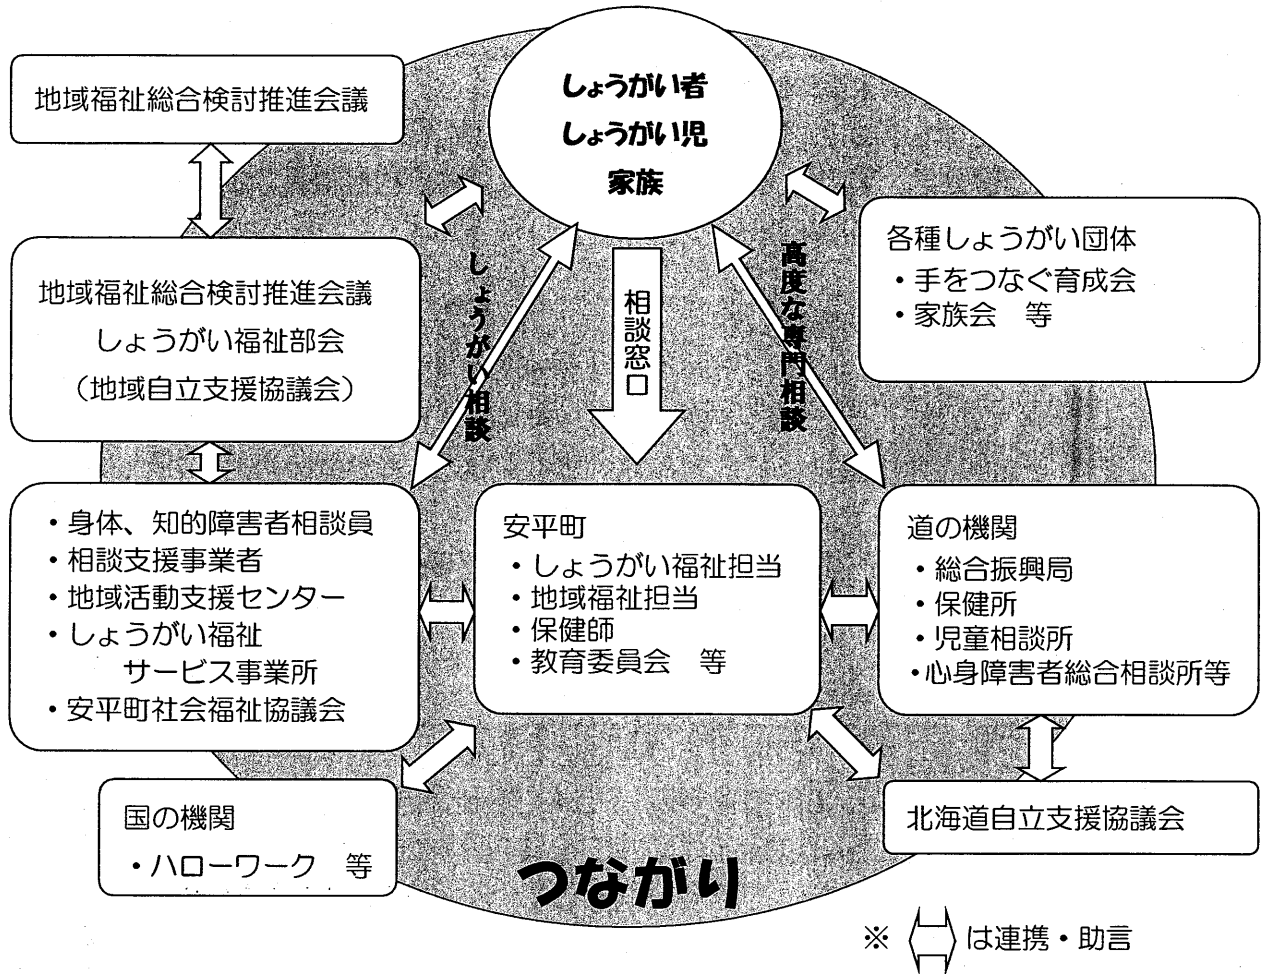 しょうがい者
しょうがい児
家族
地域福祉総合検討推進会議
地域福祉総合検討推進会議
しょうがい福祉部会
（地域自立支援協議会）
しょうがい相談
相談窓口
高度な専門相談
各種しょうがい団体
・手をつなぐ育成会
・家族会　等
・身体、知的障害者相談員
・相談支援事業者
・地域活動支援センター
・しょうがい福祉
サービス事業所
・安平町社会福祉協議会
安平町
・しょうがい福祉担当
・地域福祉担当
・保健師
・教育委員会　等
道の機関
・総合振興局
・保健所
・児童相談所
・心身障害者総合相談所等
国の機関
・ハローワーク　等
北海道自立支援協議会
つながり
※ は連携・助言